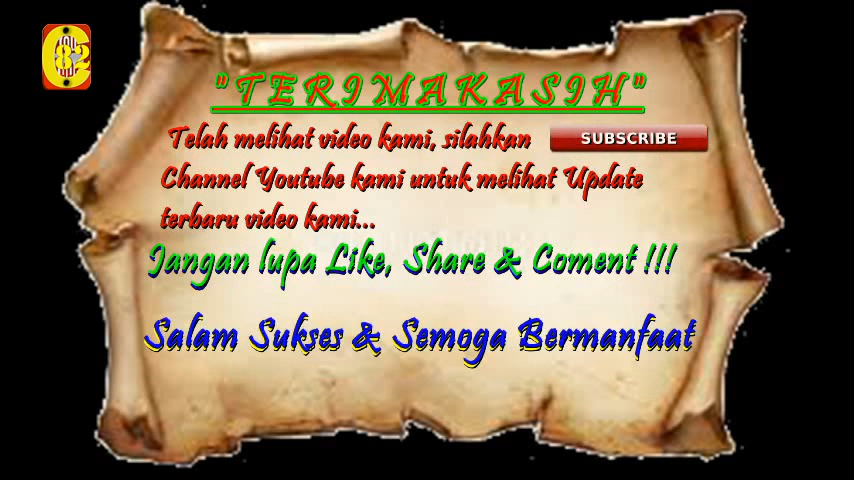 "TERIMAKASIH"
Telah melihat video kami, silahkan SUBSCRIBE
Channel Youtube kami untuk melihat Update
terbaru video kami...
Jangan lupa Like, Share & Coment !!!
Salam Sukses & Semoga Bermanfaat